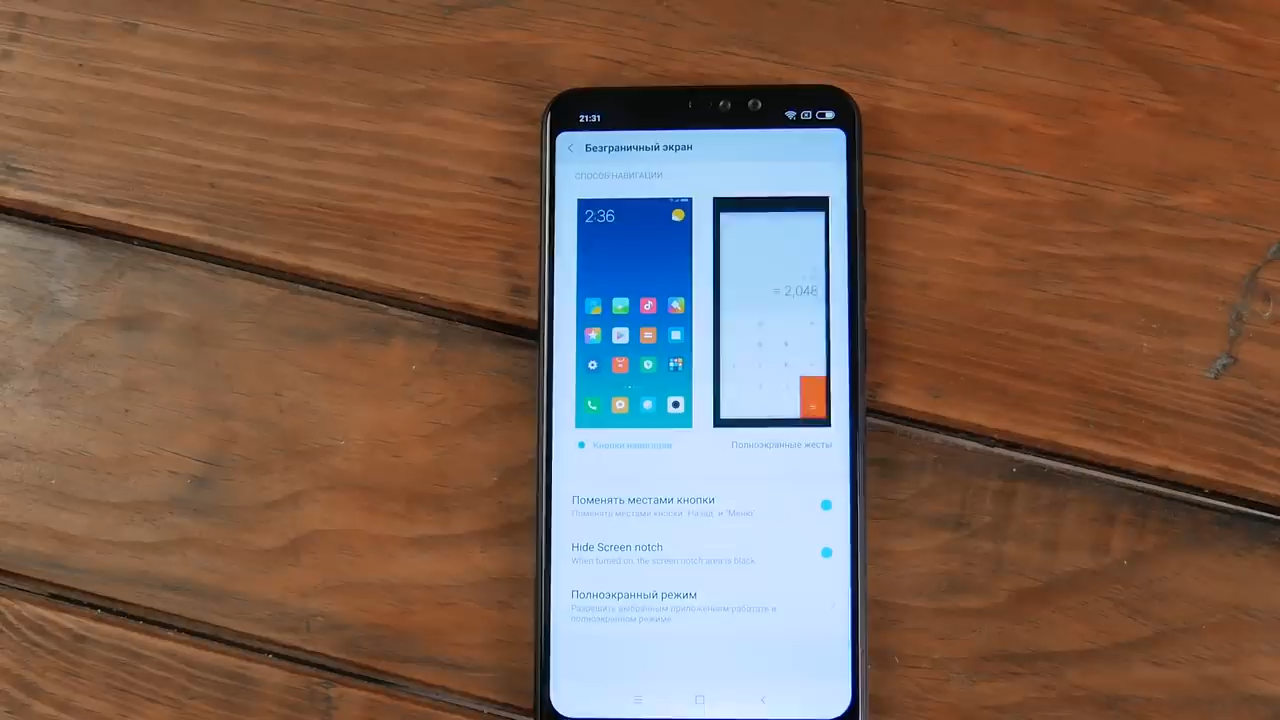 21:31
Безграничный экран
СПОСОБ НАВИГАЦИИ
2:36
= 2,048
=
Кнопки навигации
Полноэкранные жесты
Поменять местами кнопки
Поменять местами кнопки "Назад" и "Меню"
Hide Screen notch
When turned on, the screen notch area is black
Полноэкранный режим
Разрешить выбранным приложениям работать в
полноэкранном режиме